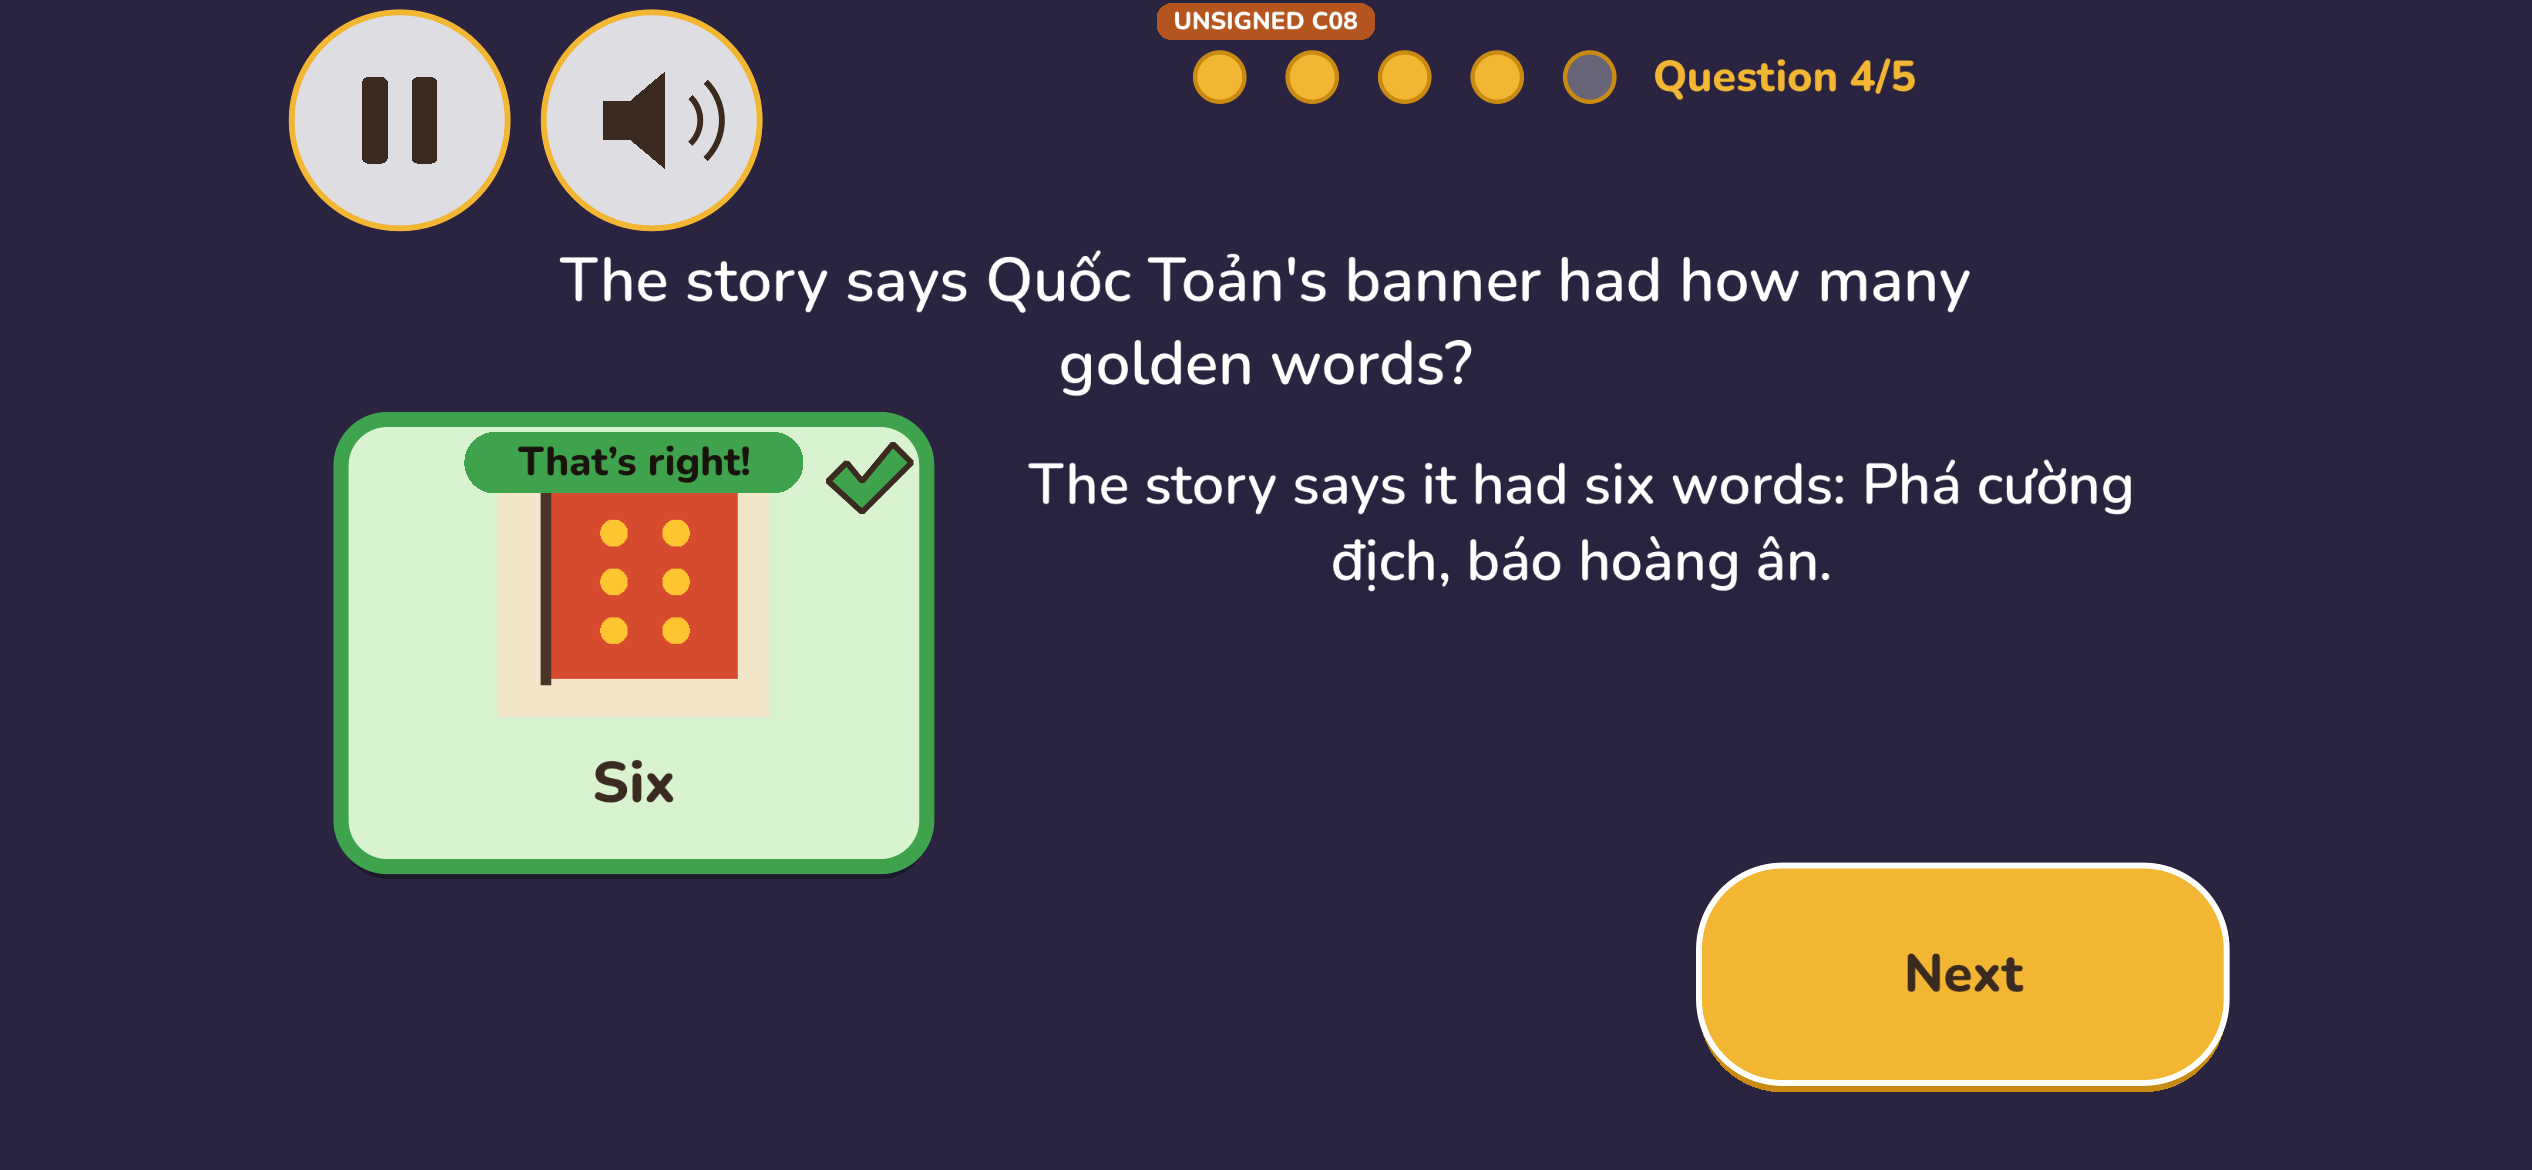 UNSIGNED C08
Question 4/5
The story says Quốc Toản's banner had how many
golden words?
That’s right!
Six
The story says it had six words: Phá cường
địch, báo hoàng ân.
Next